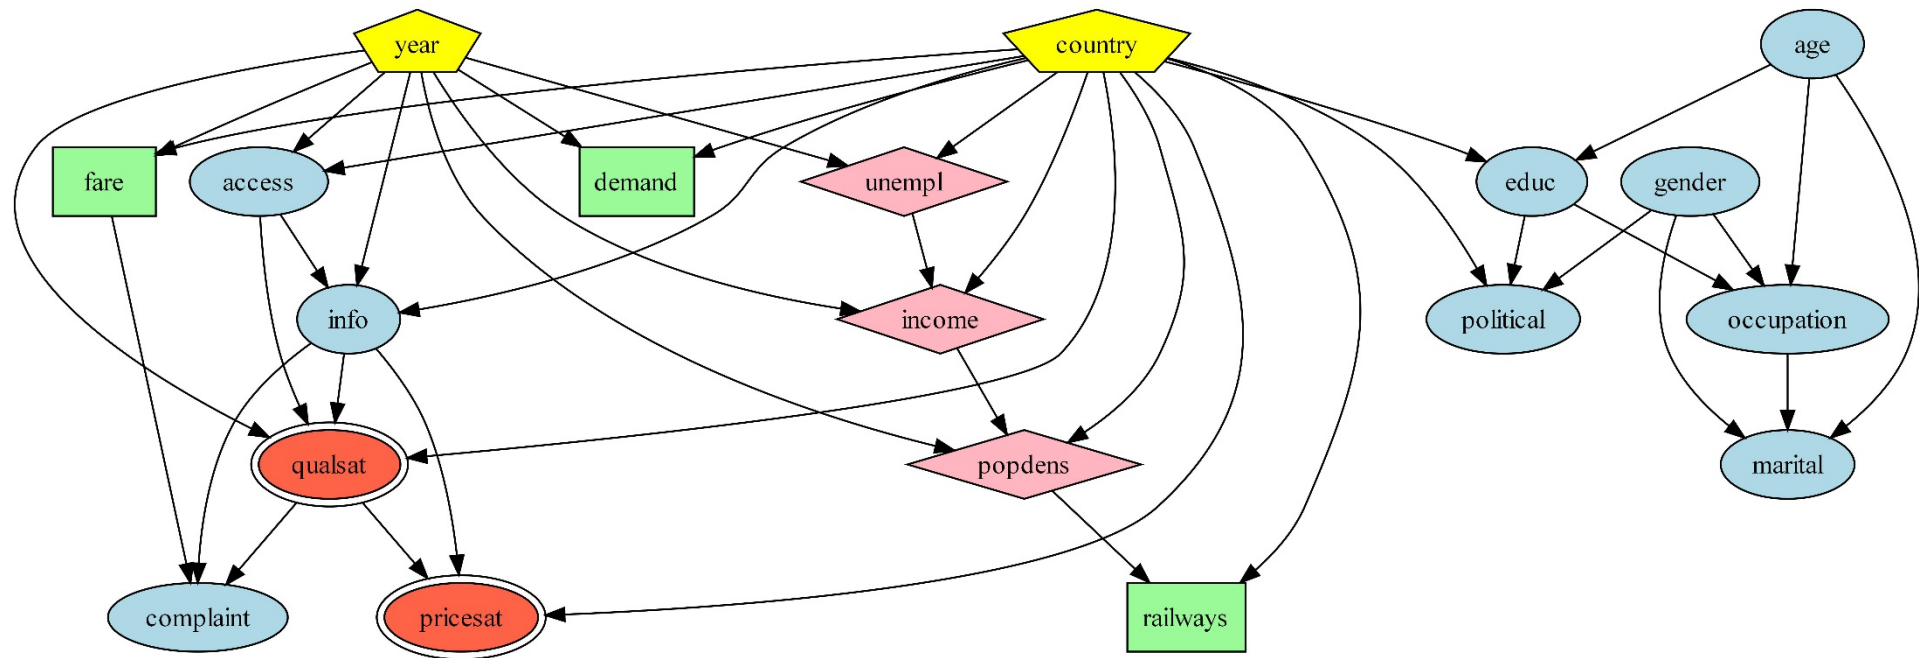 year
country
age
fare
access
demand
unempl
educ
gender
info
income
political
occupation
qualsat
popdens
marital
complaint
pricesat
railways